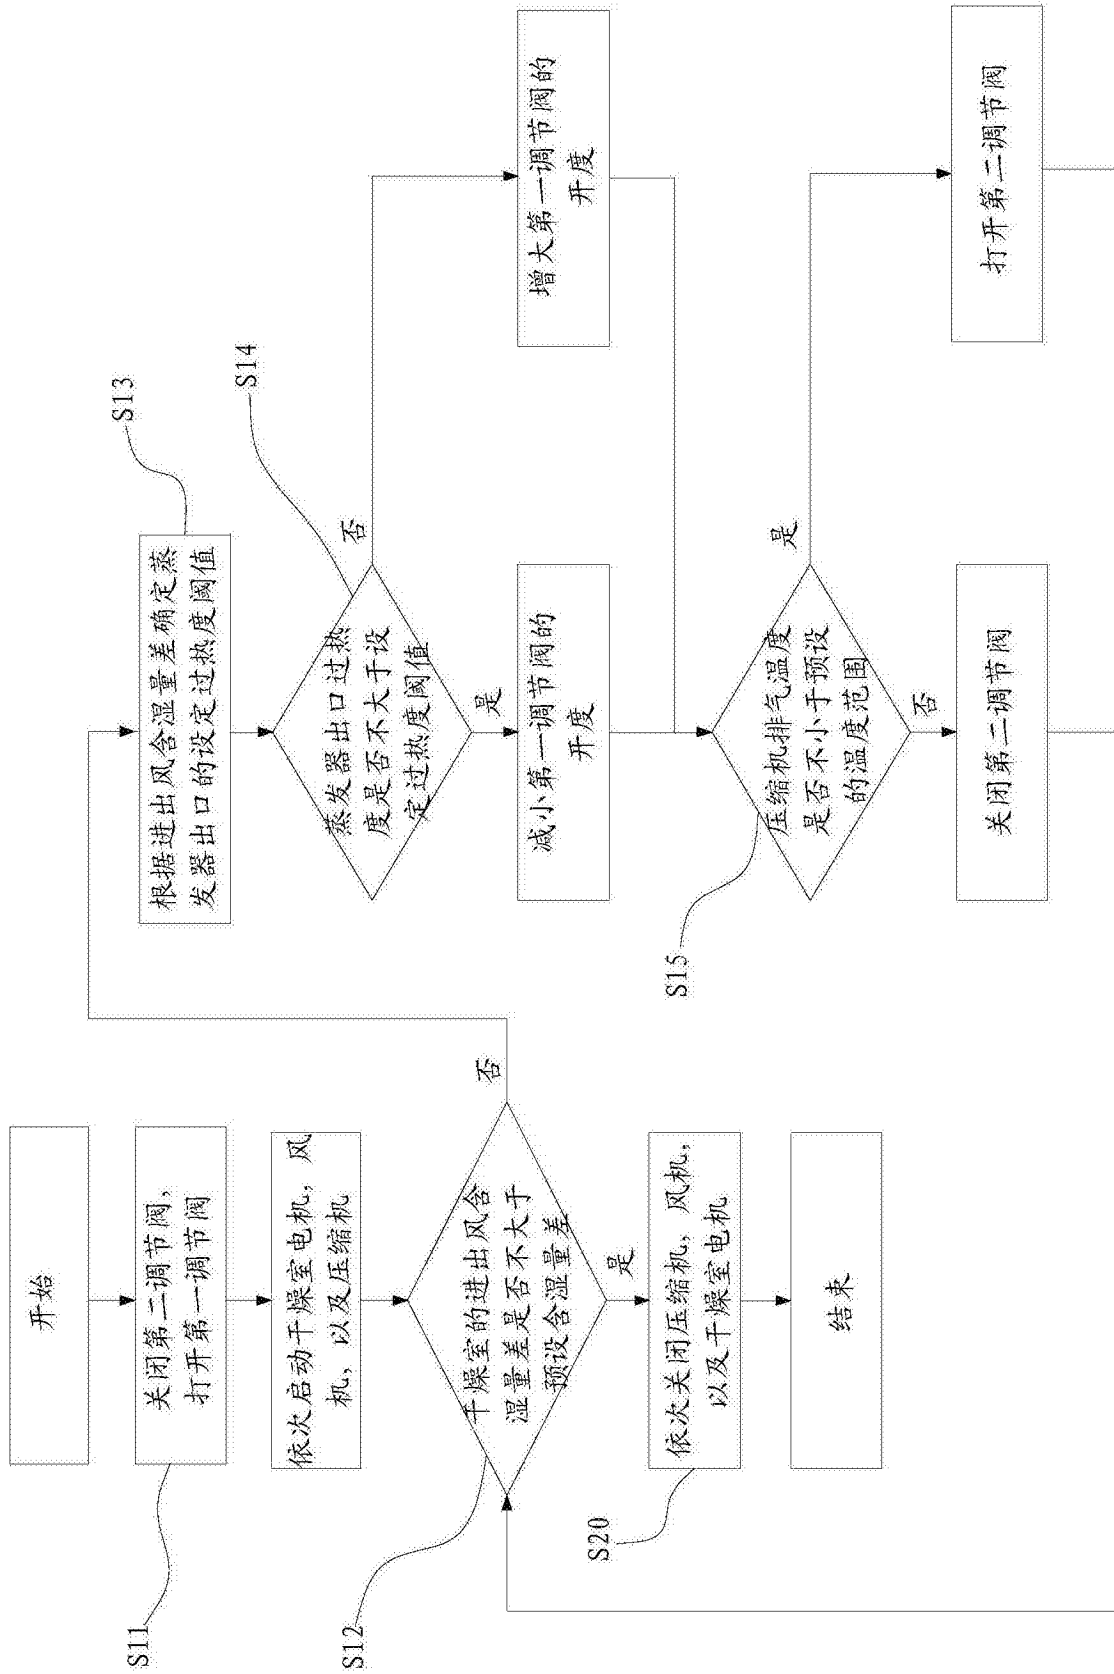 开始
关闭第二调节阀，
打开第一调节阀
S11
依次启动干燥室电机，风
机，以及压缩机
干燥室的进出风含
湿量差是否不大于
预设含湿量差
S12
否
是
依次关闭压缩机，风机，
以及干燥室电机
S20
结束
根据进出风含湿量差确定蒸
发器出口的设定过热度阈值
S13
蒸发器出口过热
度是否不大于设
定过热度阈值
S14
否
是
减小第一调节阀的
开度
增大第一调节阀的
开度
压缩机排气温度
是否不小于预设
的温度范围
S15
是
否
关闭第二调节阀
打开第二调节阀